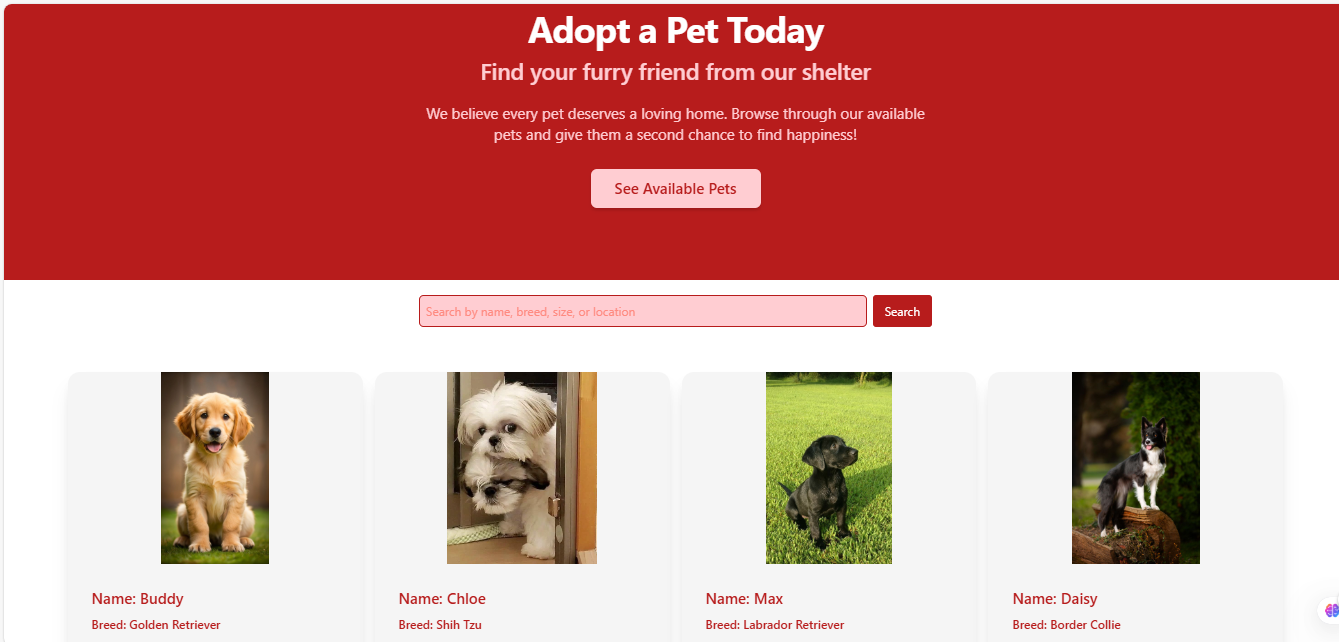 Adopt a Pet Today
Find your furry friend from our shelter
We believe every pet deserves a loving home. Browse through our available
pets and give them a second chance to find happiness!
See Available Pets
Search by name, breed, size, or location
Search
Name: Buddy
Breed: Golden Retriever
Name: Chloe
Breed: Shih Tzu
Name: Max
Breed: Labrador Retriever
Name: Daisy
Breed: Border Collie